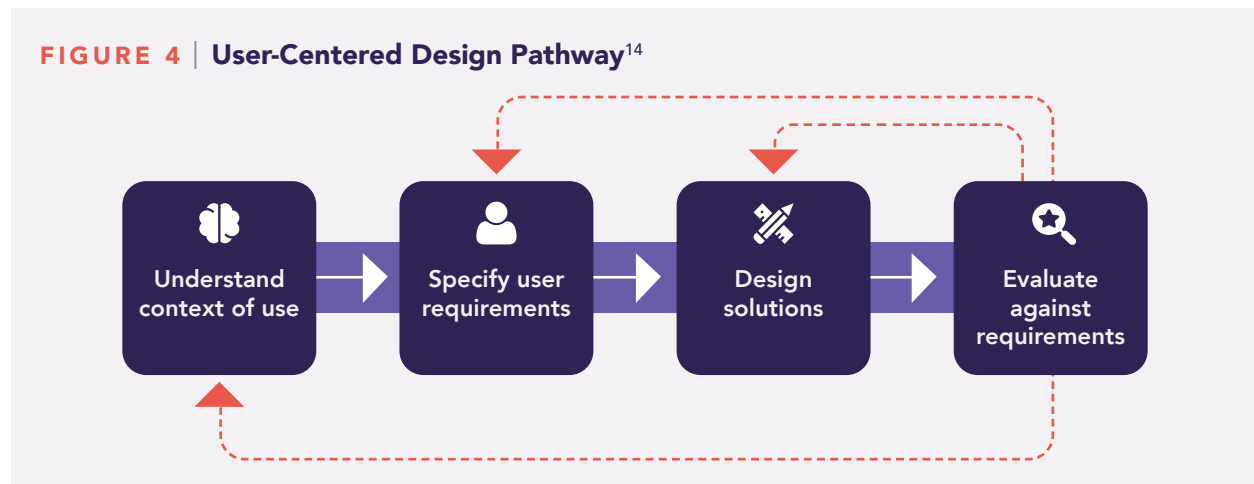 FIGURE 4 | User-Centered Design Pathway14
Understand
context of use
Specify user
requirements
Design
solutions
Evaluate
against
requirements